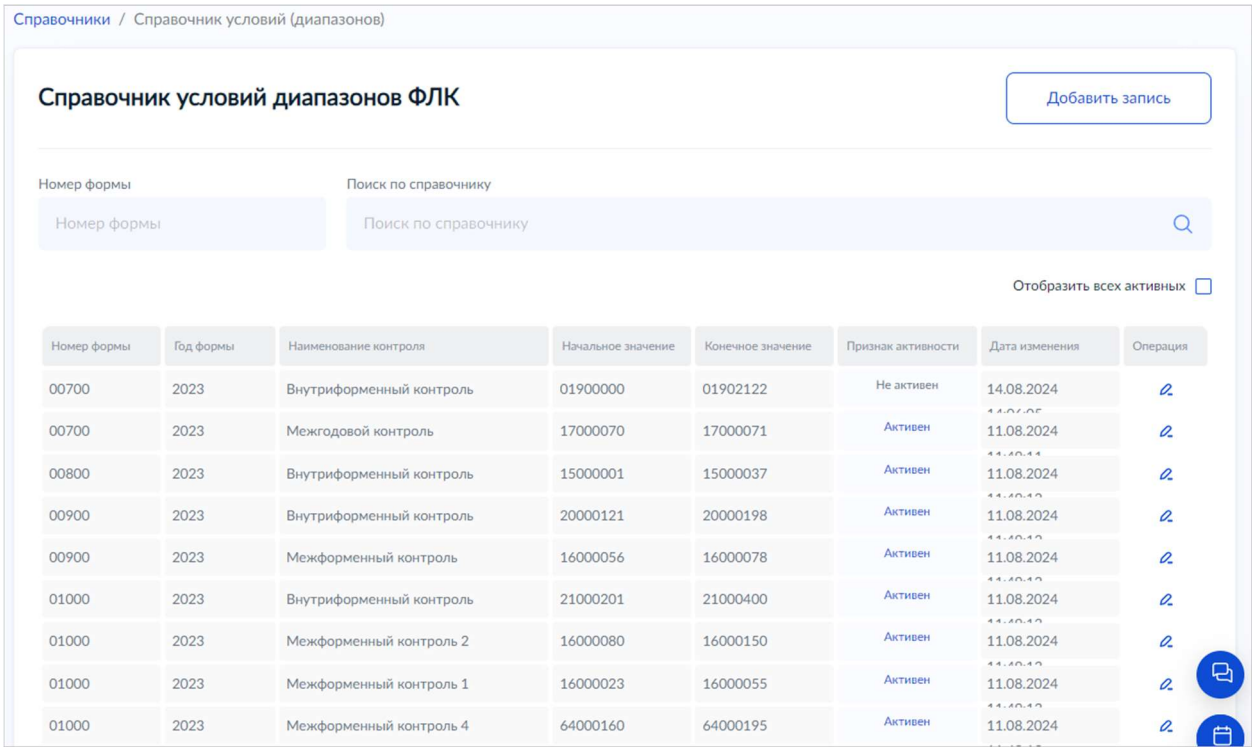 Справочники / Справочник условий (диапазонов)
Справочник условий диапазонов ФЛК
Добавить запись
Номер формы Поиск по справочнику
Номер формы Поиск по справочнику
Отобразить всех активных
Номер формы Год формы Наименование контроля Начальное значение Конечное значение Признак активности Дата изменения Операция
00700 2023 Внутриформенный контроль 01900000 01902122 Не активен 14.08.2024
00700 2023 Межгодовой контроль 17000070 17000071 Активен 11.08.2024
00800 2023 Внутриформенный контроль 15000001 15000037 Активен 11.08.2024
00900 2023 Внутриформенный контроль 20000121 20000198 Активен 11.08.2024
00900 2023 Межформенный контроль 16000056 16000078 Активен 11.08.2024
01000 2023 Внутриформенный контроль 21000201 21000400 Активен 11.08.2024
01000 2023 Межформенный контроль 2 16000080 16000150 Активен 11.08.2024
01000 2023 Межформенный контроль 1 16000023 16000055 Активен 11.08.2024
01000 2023 Межформенный контроль 4 64000160 64000195 Активен 11.08.2024